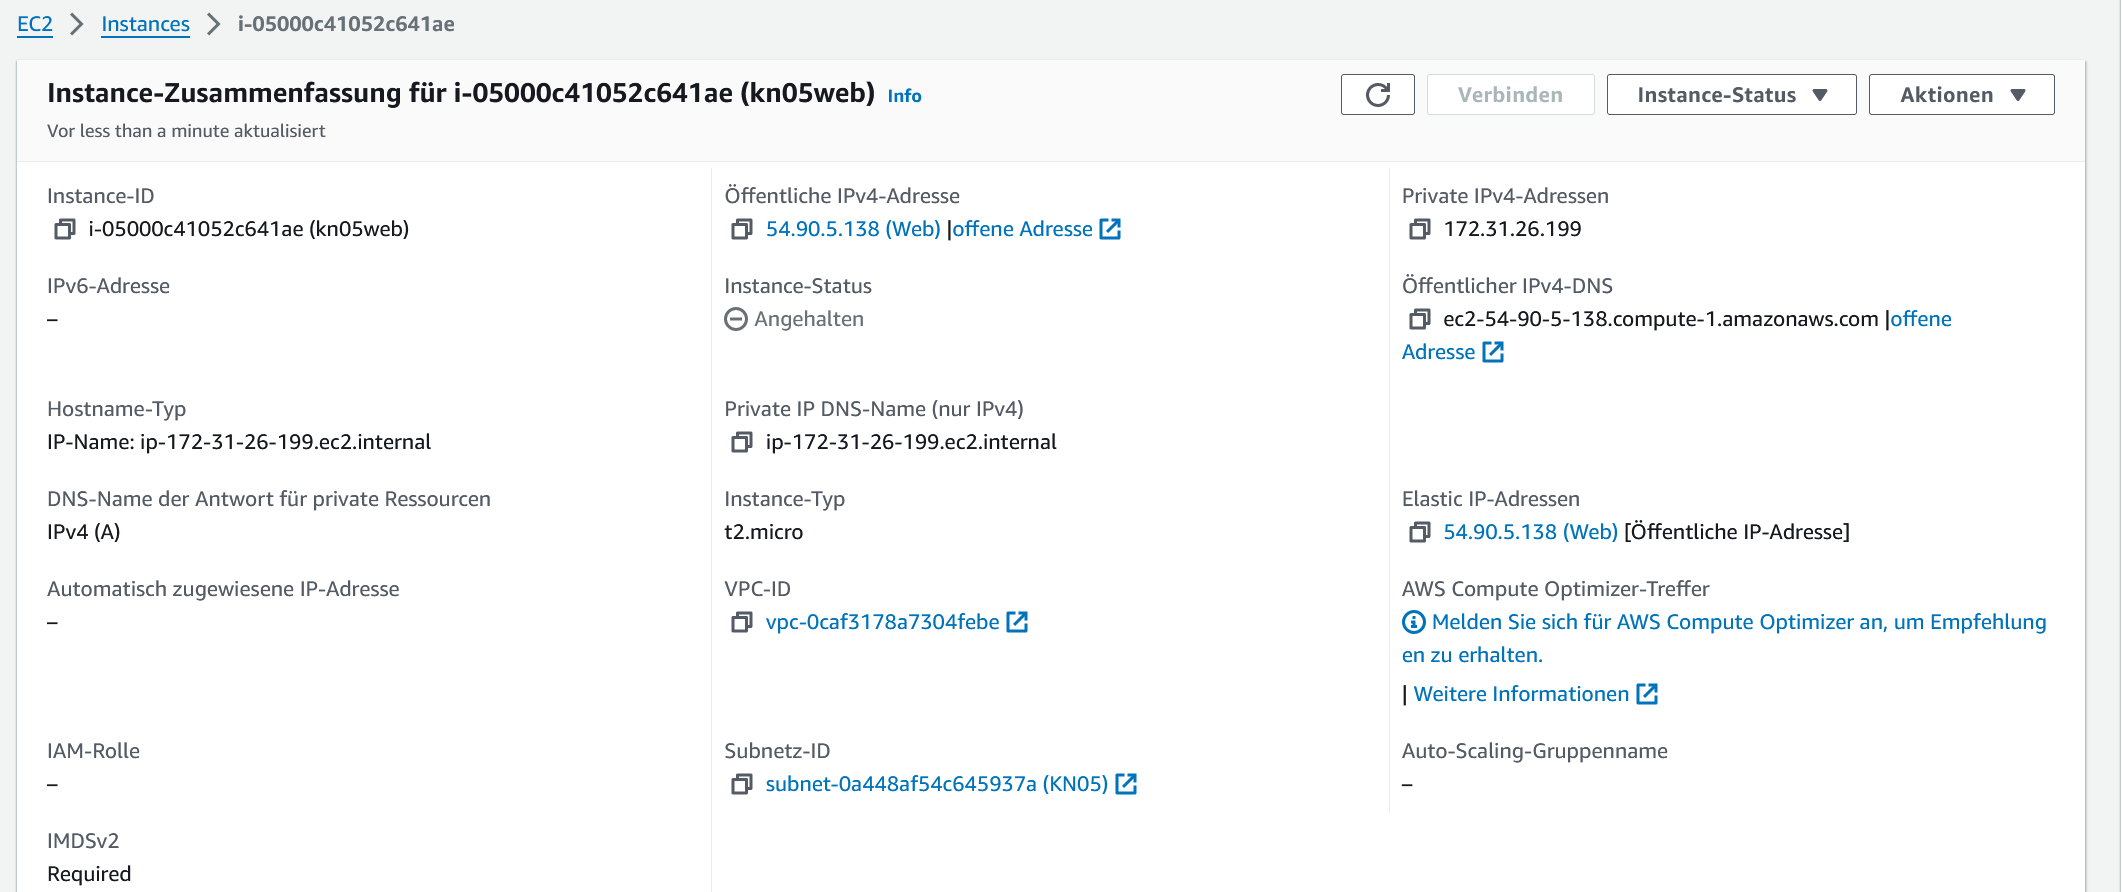 EC2 > Instances > i-05000c41052c641ae
Instance-Zusammenfassung für i-05000c41052c641ae (kn05web) Info
Vor less than a minute aktualisiert
Verbinden
Instance-Status
Aktionen
Instance-ID
i-05000c41052c641ae (kn05web)
Öffentliche IPv4-Adresse
54.90.5.138 (Web) |offene Adresse
Private IPv4-Adressen
172.31.26.199
IPv6-Adresse
–
Instance-Status
Angehalten
Öffentlicher IPv4-DNS
ec2-54-90-5-138.compute-1.amazonaws.com |offene
Adresse
Hostname-Typ
IP-Name: ip-172-31-26-199.ec2.internal
Private IP DNS-Name (nur IPv4)
ip-172-31-26-199.ec2.internal
DNS-Name der Antwort für private Ressourcen
IPv4 (A)
Instance-Typ
t2.micro
Elastic IP-Adressen
54.90.5.138 (Web) [Öffentliche IP-Adresse]
Automatisch zugewiesene IP-Adresse
–
VPC-ID
vpc-0caf3178a7304febe
AWS Compute Optimizer-Treffer
Melden Sie sich für AWS Compute Optimizer an, um Empfehlung
en zu erhalten.
| Weitere Informationen
IAM-Rolle
–
Subnetz-ID
subnet-0a448af54c645937a (KN05)
Auto-Scaling-Gruppenname
–
IMDSv2
Required